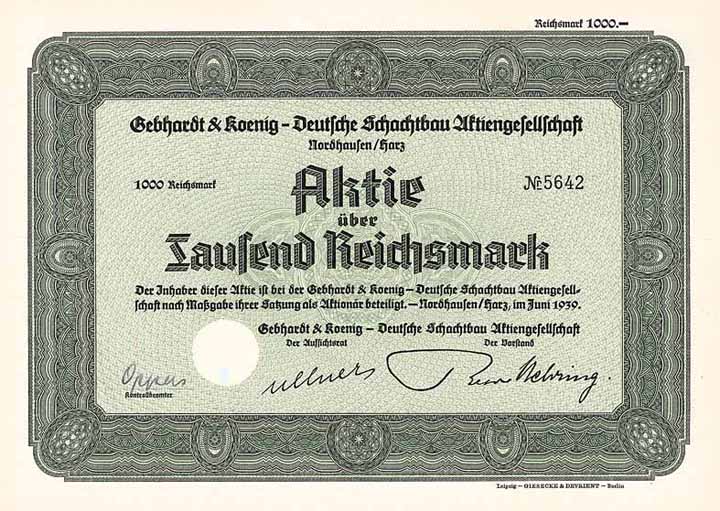 Reichsmark 1000.—
Gebhardt & Koenig – Deutsche Schachtbau Aktiengesellschaft
Nordhausen/Harz
1000 Reichsmark
Aktie
№ 5642
über
Tausend Reichsmark
Der Inhaber dieser Aktie ist bei der Gebhardt & Koenig – Deutsche Schachtbau Aktiengesell-
schaft nach Maßgabe ihrer Satzung als Aktionär beteiligt. – Nordhausen/Harz, im Juni 1939.
Gebhardt & Koenig – Deutsche Schachtbau Aktiengesellschaft
Der Aufsichtsrat Der Vorstand
Kontrollbeamter
Leipzig – GIESECKE & DEVRIENT – Berlin